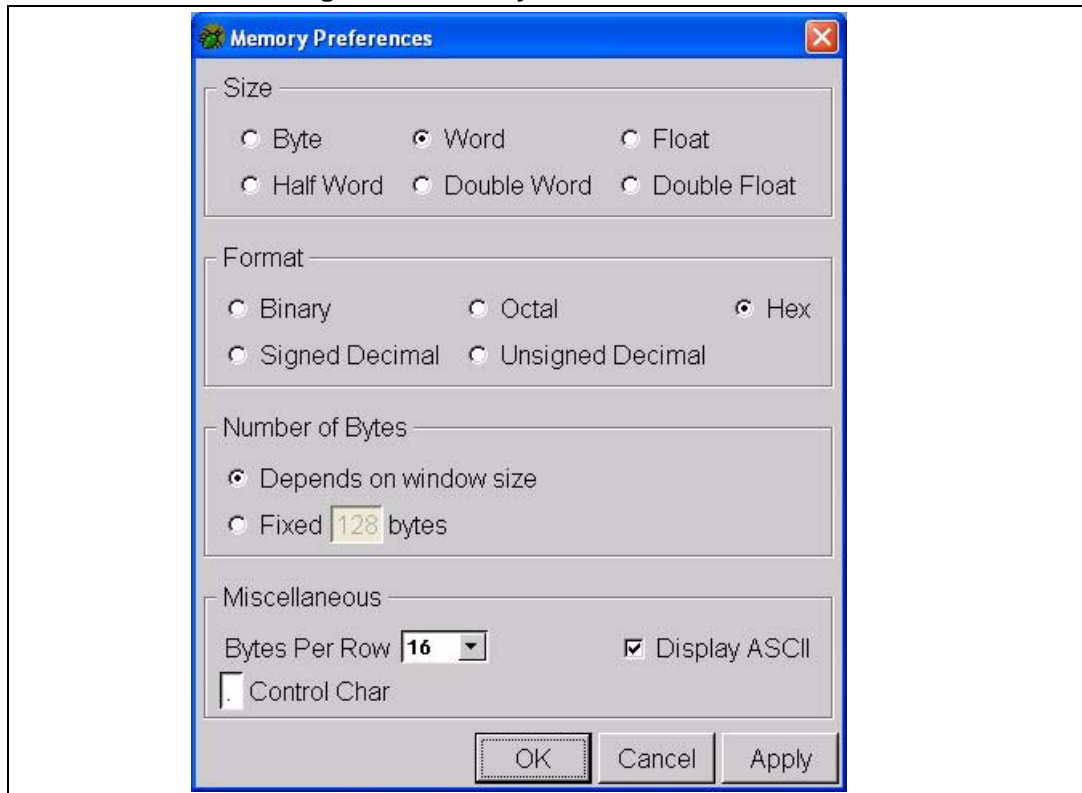 Memory Preferences
Size
Byte Word Float
Half Word Double Word Double Float
Format
Binary Octal Hex
Signed Decimal Unsigned Decimal
Number of Bytes
Depends on window size
Fixed 128 bytes
Miscellaneous
Bytes Per Row 16 Display ASCII
. Control Char
OK Cancel Apply